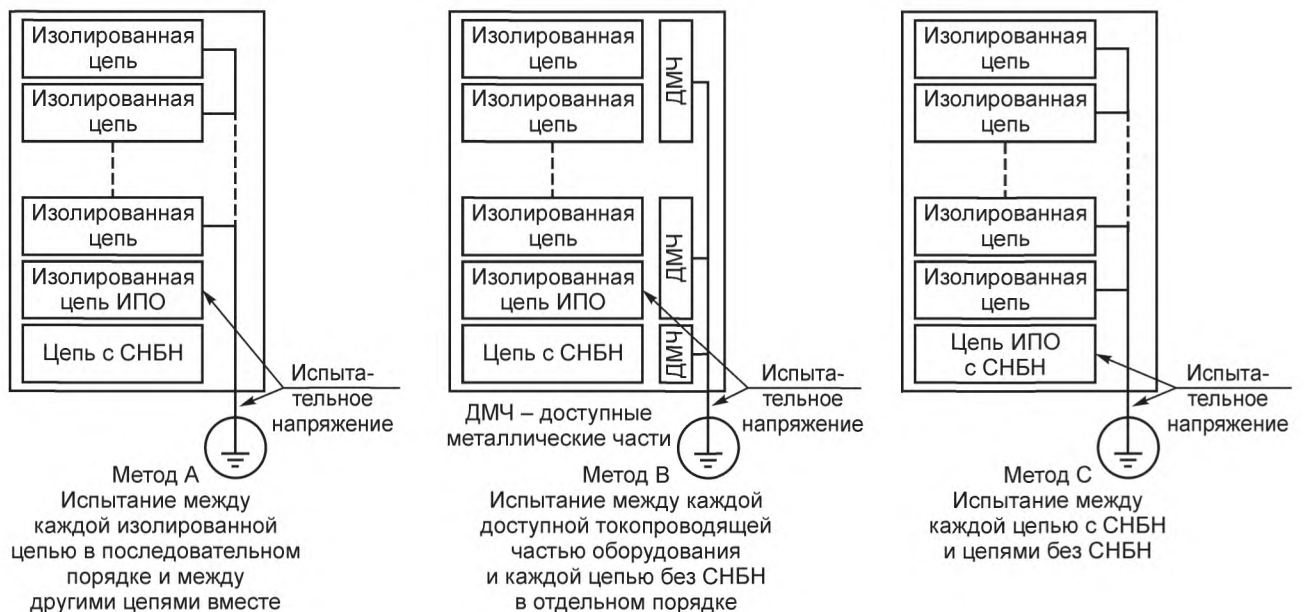 Изолированная
цепь
Изолированная
цепь
Изолированная
цепь
Изолированная
цепь ИПО
Цепь с СНБН
Испыта-
тельное
напряжение
Метод А
Испытание между
каждой изолированной
цепью в последовательном
порядке и между
другими цепями вместе
Изолированная
цепь
ДМЧ
Изолированная
цепь
Изолированная
цепь
ДМЧ
Изолированная
цепь ИПО
Цепь с СНБН
ДМЧ
Испыта-
тельное
напряжение
ДМЧ – доступные
металлические части
Метод В
Испытание между каждой
доступной токопроводящей
частью оборудования
и каждой цепью без СНБН
в отдельном порядке
Изолированная
цепь
Изолированная
цепь
Изолированная
цепь
Изолированная
цепь
Цепь ИПО
с СНБН
Испыта-
тельное
напряжение
Метод С
Испытание между
каждой цепью с СНБН
и цепями без СНБН